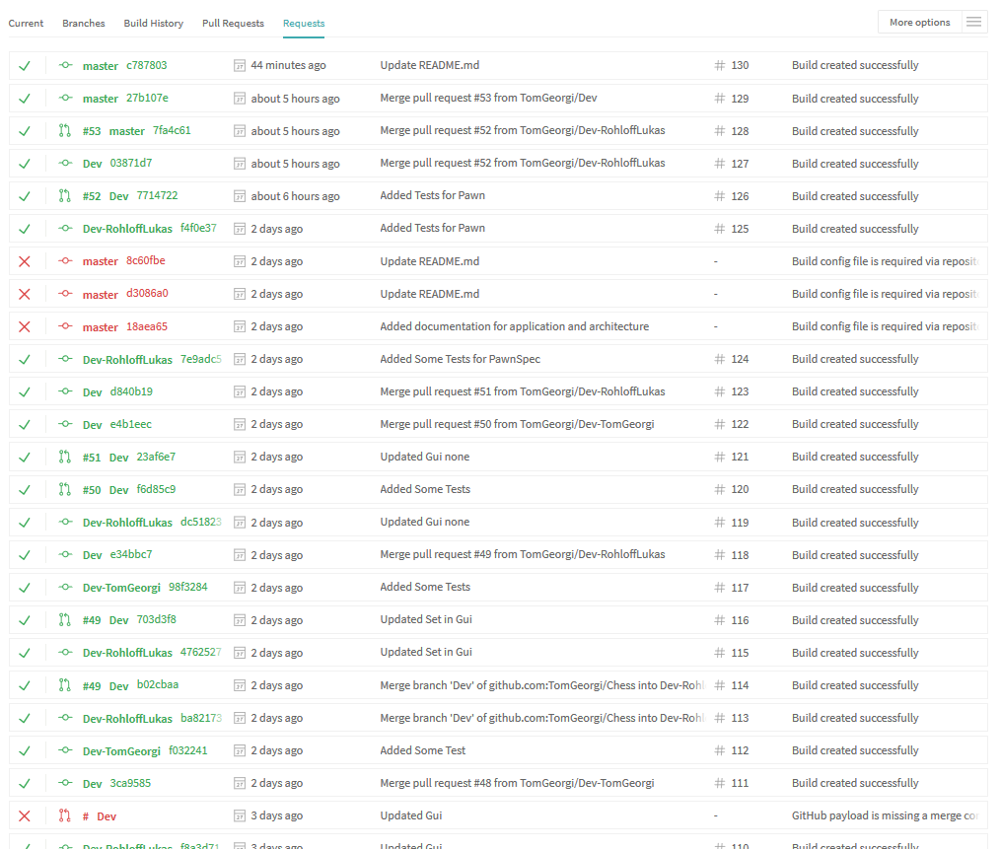 Current Branches Build History Pull Requests Requests More options
master c787803 44 minutes ago Update README.md # 130 Build created successfully
master 27b107e about 5 hours ago Merge pull request #53 from TomGeorgi/Dev # 129 Build created successfully
#53 master 7fa4c61 about 5 hours ago Merge pull request #52 from TomGeorgi/Dev-RohloffLukas # 128 Build created successfully
Dev 03871d7 about 5 hours ago Merge pull request #52 from TomGeorgi/Dev-RohloffLukas # 127 Build created successfully
#52 Dev 7714722 about 6 hours ago Added Tests for Pawn # 126 Build created successfully
Dev-RohloffLukas f4f0e37 2 days ago Added Tests for Pawn # 125 Build created successfully
master 8c60fbe 2 days ago Update README.md - Build config file is required via reposit
master d3086a0 2 days ago Update README.md - Build config file is required via reposit
master 18aea65 2 days ago Added documentation for application and architecture - Build config file is required via reposit
Dev-RohloffLukas 7e9adc5 2 days ago Added Some Tests for PawnSpec # 124 Build created successfully
Dev d840b19 2 days ago Merge pull request #51 from TomGeorgi/Dev-RohloffLukas # 123 Build created successfully
Dev e4b1eec 2 days ago Merge pull request #50 from TomGeorgi/Dev-TomGeorgi # 122 Build created successfully
#51 Dev 23af6e7 2 days ago Updated Gui none # 121 Build created successfully
#50 Dev f6d85c9 2 days ago Added Some Tests # 120 Build created successfully
Dev-RohloffLukas dc51823 2 days ago Updated Gui none # 119 Build created successfully
Dev e34bbc7 2 days ago Merge pull request #49 from TomGeorgi/Dev-RohloffLukas # 118 Build created successfully
Dev-TomGeorgi 98f3284 2 days ago Added Some Tests # 117 Build created successfully
#49 Dev 703d3f8 2 days ago Updated Set in Gui # 116 Build created successfully
Dev-RohloffLukas 4762527 2 days ago Updated Set in Gui # 115 Build created successfully
#49 Dev b02cbaa 2 days ago Merge branch 'Dev' of github.com:TomGeorgi/Chess into Dev-Rohl # 114 Build created successfully
Dev-RohloffLukas ba82173 2 days ago Merge branch 'Dev' of github.com:TomGeorgi/Chess into Dev-Rohl # 113 Build created successfully
Dev-TomGeorgi f032241 2 days ago Added Some Test # 112 Build created successfully
Dev 3ca9585 2 days ago Merge pull request #48 from TomGeorgi/Dev-TomGeorgi # 111 Build created successfully
# Dev 3 days ago Updated Gui - GitHub payload is missing a merge co
Dev-RohloffLukas f8a3d71 3 days ago Updated Gui # 110 Build created successfully